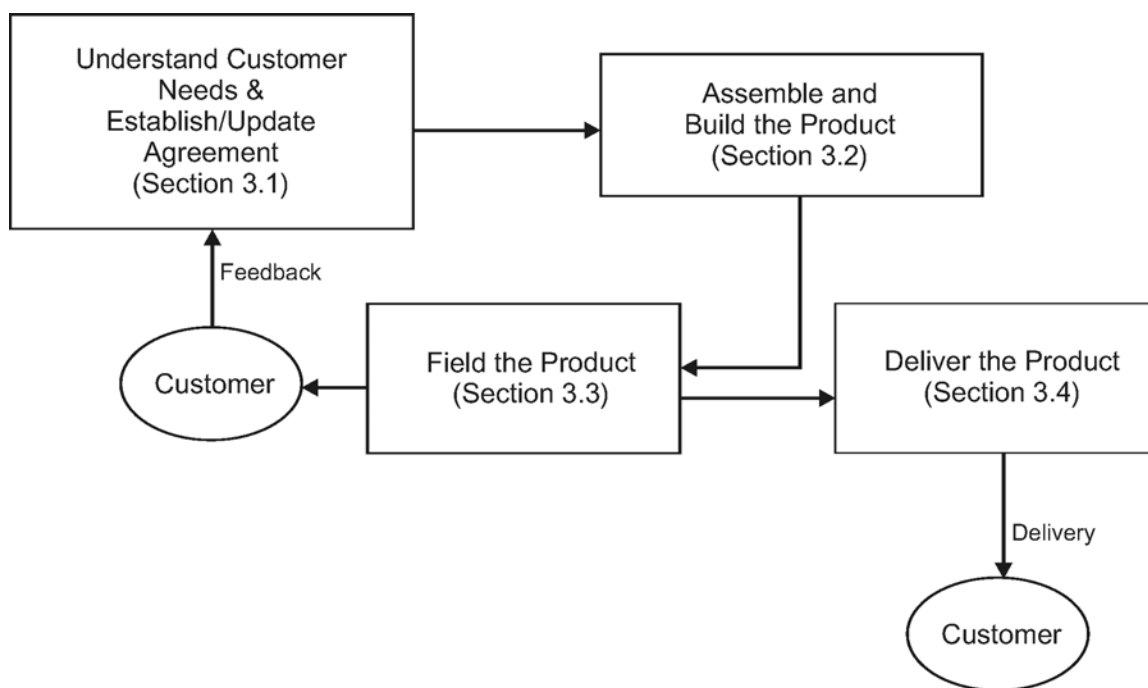 Understand Customer
Needs &
Establish/Update
Agreement
(Section 3.1)
Assemble and
Build the Product
(Section 3.2)
Feedback
Customer
Field the Product
(Section 3.3)
Deliver the Product
(Section 3.4)
Delivery
Customer